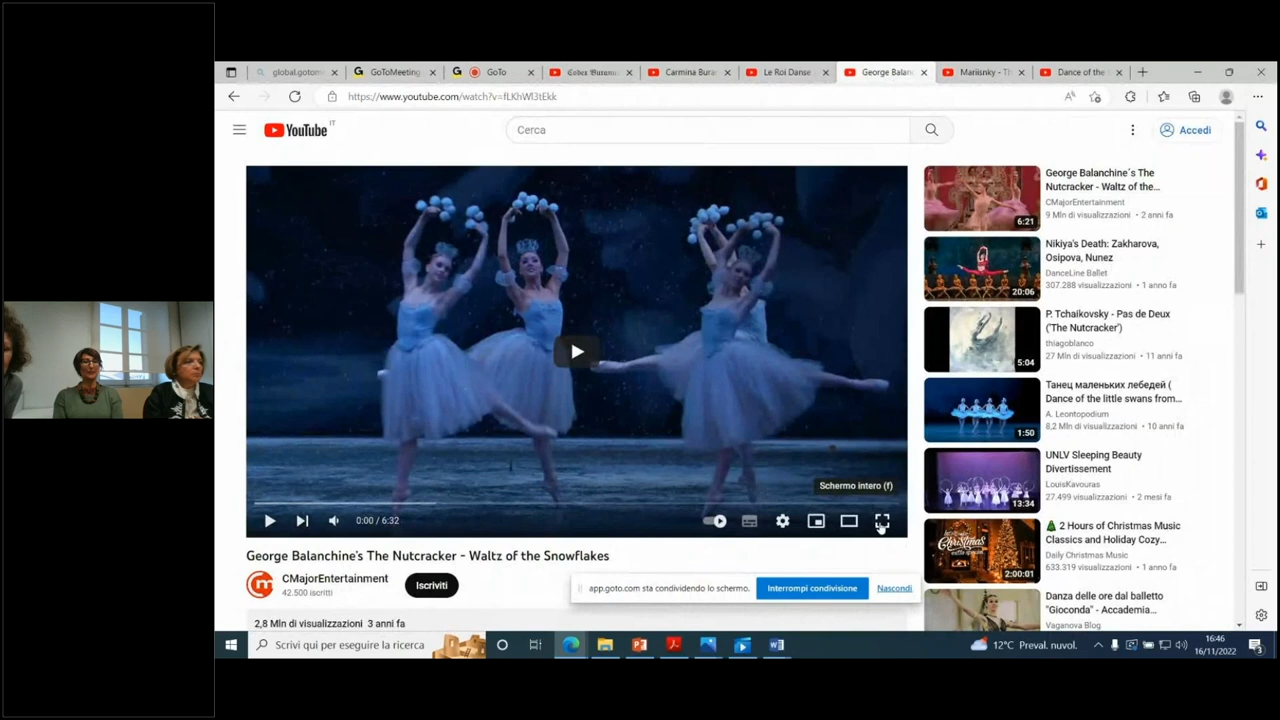 global.gotome
GoToMeeting
GoTo
Codex Buranus
Carmina Bura
Le Roi Danse
George Balanc
Mariisnky - Th
Dance of the
https://www.youtube.com/watch?v=fLKhWl3tEkk
YouTube IT
Cerca
Accedi
Schermo intero (f)
0:00 / 6:32
George Balanchine's The Nutcracker - Waltz of the Snowflakes
CMajorEntertainment
42.500 iscritti
Iscriviti
app.goto.com sta condividendo lo schermo.
Interrompi condivisione
Nascondi
2,8 Mln di visualizzazioni 3 anni fa
George Balanchine´s The
Nutcracker - Waltz of the...
CMajorEntertainment
9 Mln di visualizzazioni • 2 anni fa
6:21
Nikiya's Death: Zakharova,
Osipova, Nunez
DanceLine Ballet
307.288 visualizzazioni • 1 anno fa
20:06
P. Tchaikovsky - Pas de Deux
('The Nutcracker')
thiagoblanco
27 Mln di visualizzazioni • 11 anni fa
5:04
Танец маленьких лебедей (
Dance of the little swans from...
A. Leontopodium
8,2 Mln di visualizzazioni • 10 anni fa
1:50
UNLV Sleeping Beauty
Divertissement
LouisKavouras
27.499 visualizzazioni • 2 mesi fa
13:34
🎄 2 Hours of Christmas Music
Classics and Holiday Cozy...
Daily Christmas Music
633.319 visualizzazioni • 1 anno fa
2:00:01
Danza delle ore dal balletto
"Gioconda" - Accademia...
Vaganova Blog
Scrivi qui per eseguire la ricerca
12°C Preval. nuvol.
16:46
16/11/2022
3